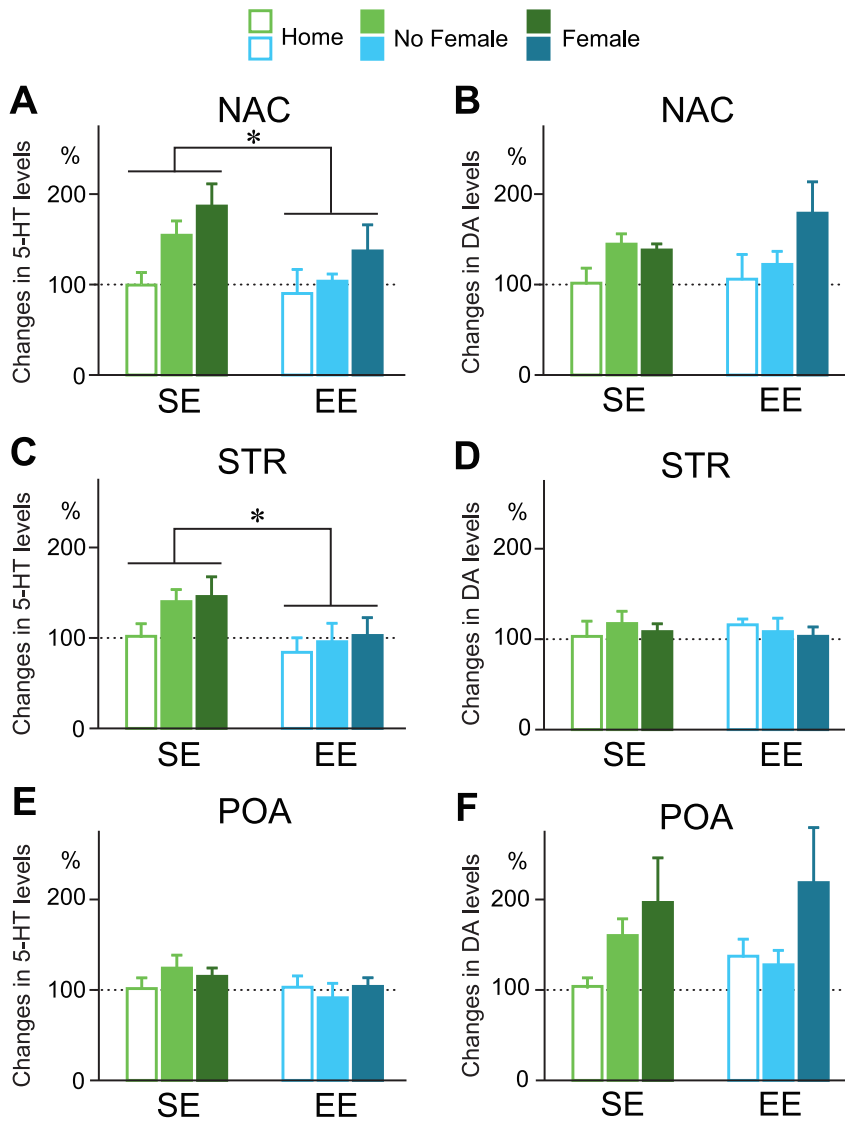 Home No Female Female
A NAC
%
*
Changes in 5-HT levels
200
100
0
SE EE
B NAC
%
Changes in DA levels
200
100
0
SE EE
C STR
%
*
Changes in 5-HT levels
200
100
0
SE EE
D STR
%
Changes in DA levels
200
100
0
SE EE
E POA
%
Changes in 5-HT levels
200
100
0
SE EE
F POA
%
Changes in DA levels
200
100
0
SE EE